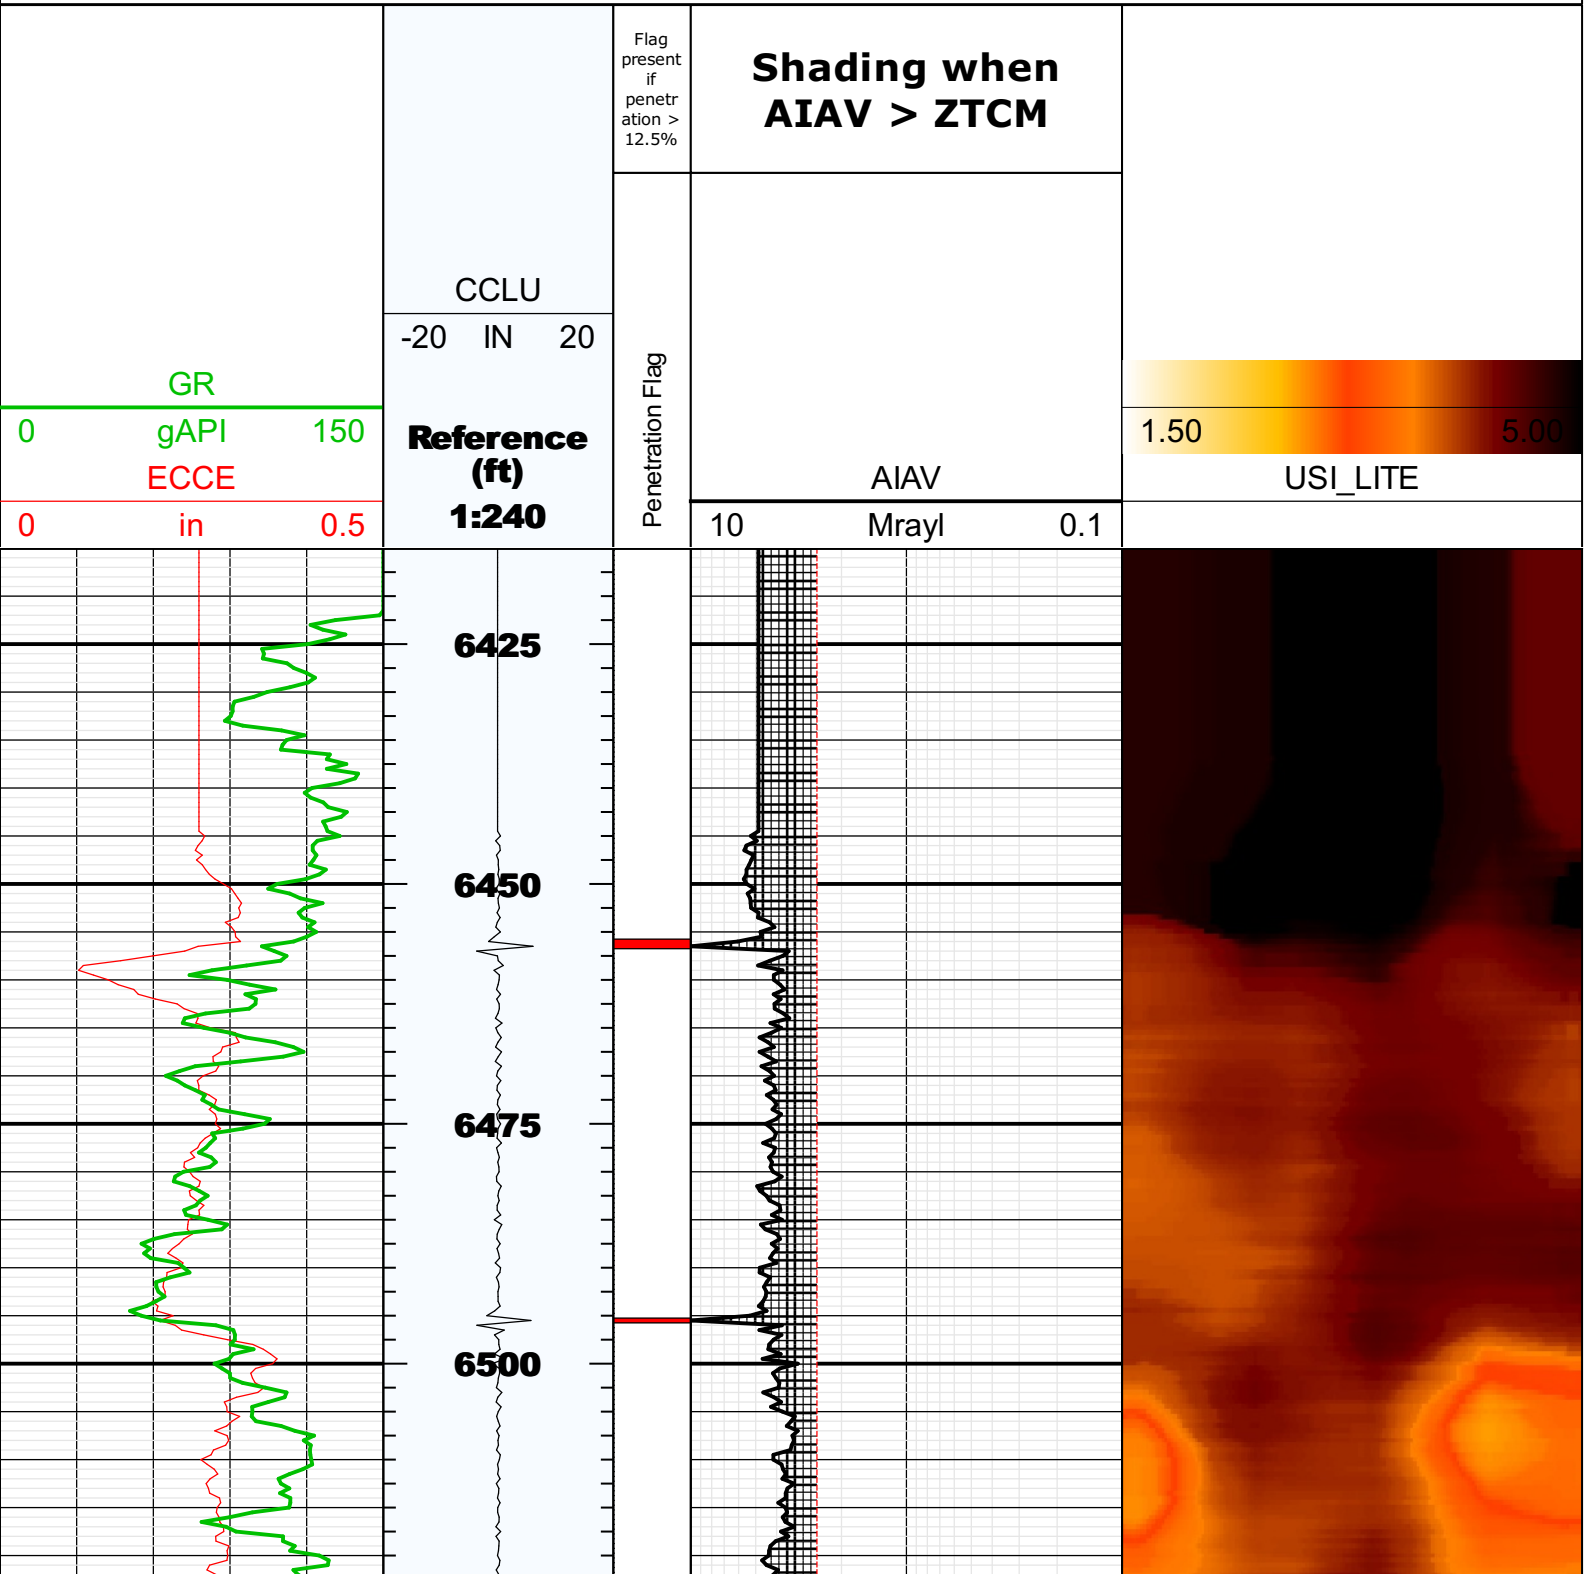 Flag
present
if
penetr
ation >
12.5%
Shading when
AIAV > ZTCM
CCLU
-20 IN 20
GR
0 gAPI 150
ECCE
0 in 0.5
Reference
(ft)
1:240
Penetration Flag
AIAV
10 Mrayl 0.1
1.50 5.00
USI_LITE
6425
6450
6475
6500